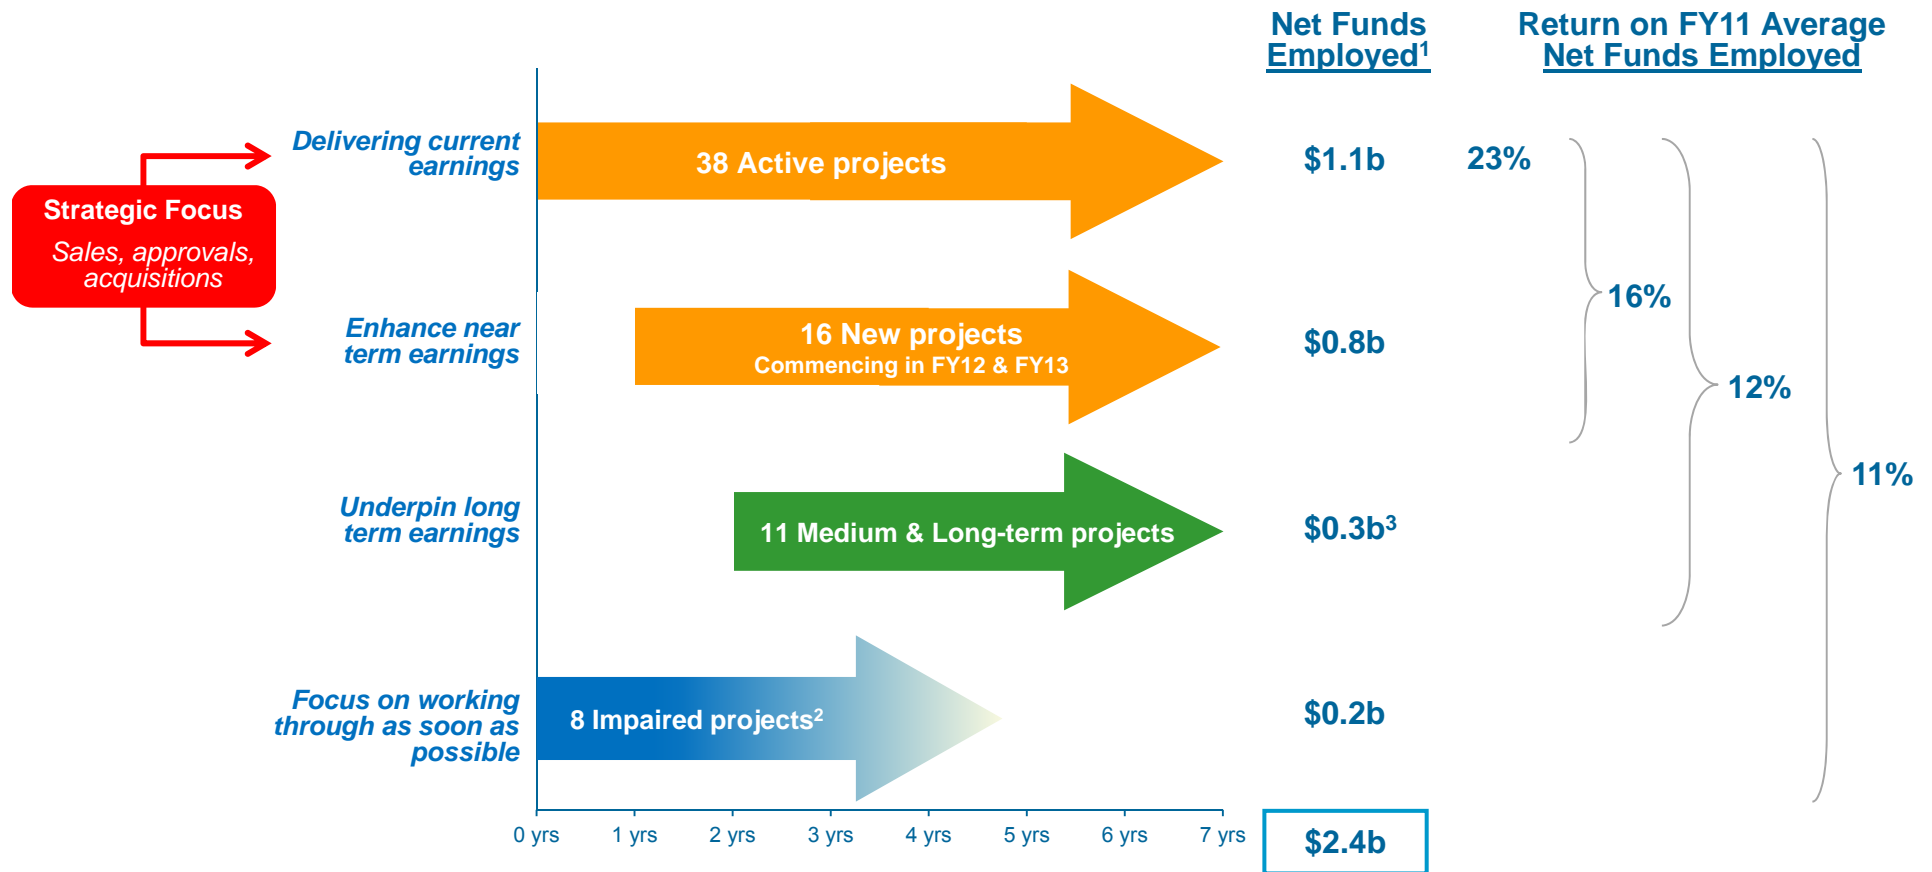 Net Funds
Employed¹
Return on FY11 Average
Net Funds Employed
Delivering current
earnings
38 Active projects
$1.1b
23%
Strategic Focus
Sales, approvals,
acquisitions
16%
Enhance near
term earnings
16 New projects
Commencing in FY12 & FY13
$0.8b
12%
11%
Underpin long
term earnings
11 Medium & Long-term projects
$0.3b³
Focus on working
through as soon as
possible
8 Impaired projects²
$0.2b
0 yrs
1 yrs
2 yrs
3 yrs
4 yrs
5 yrs
6 yrs
7 yrs
$2.4b